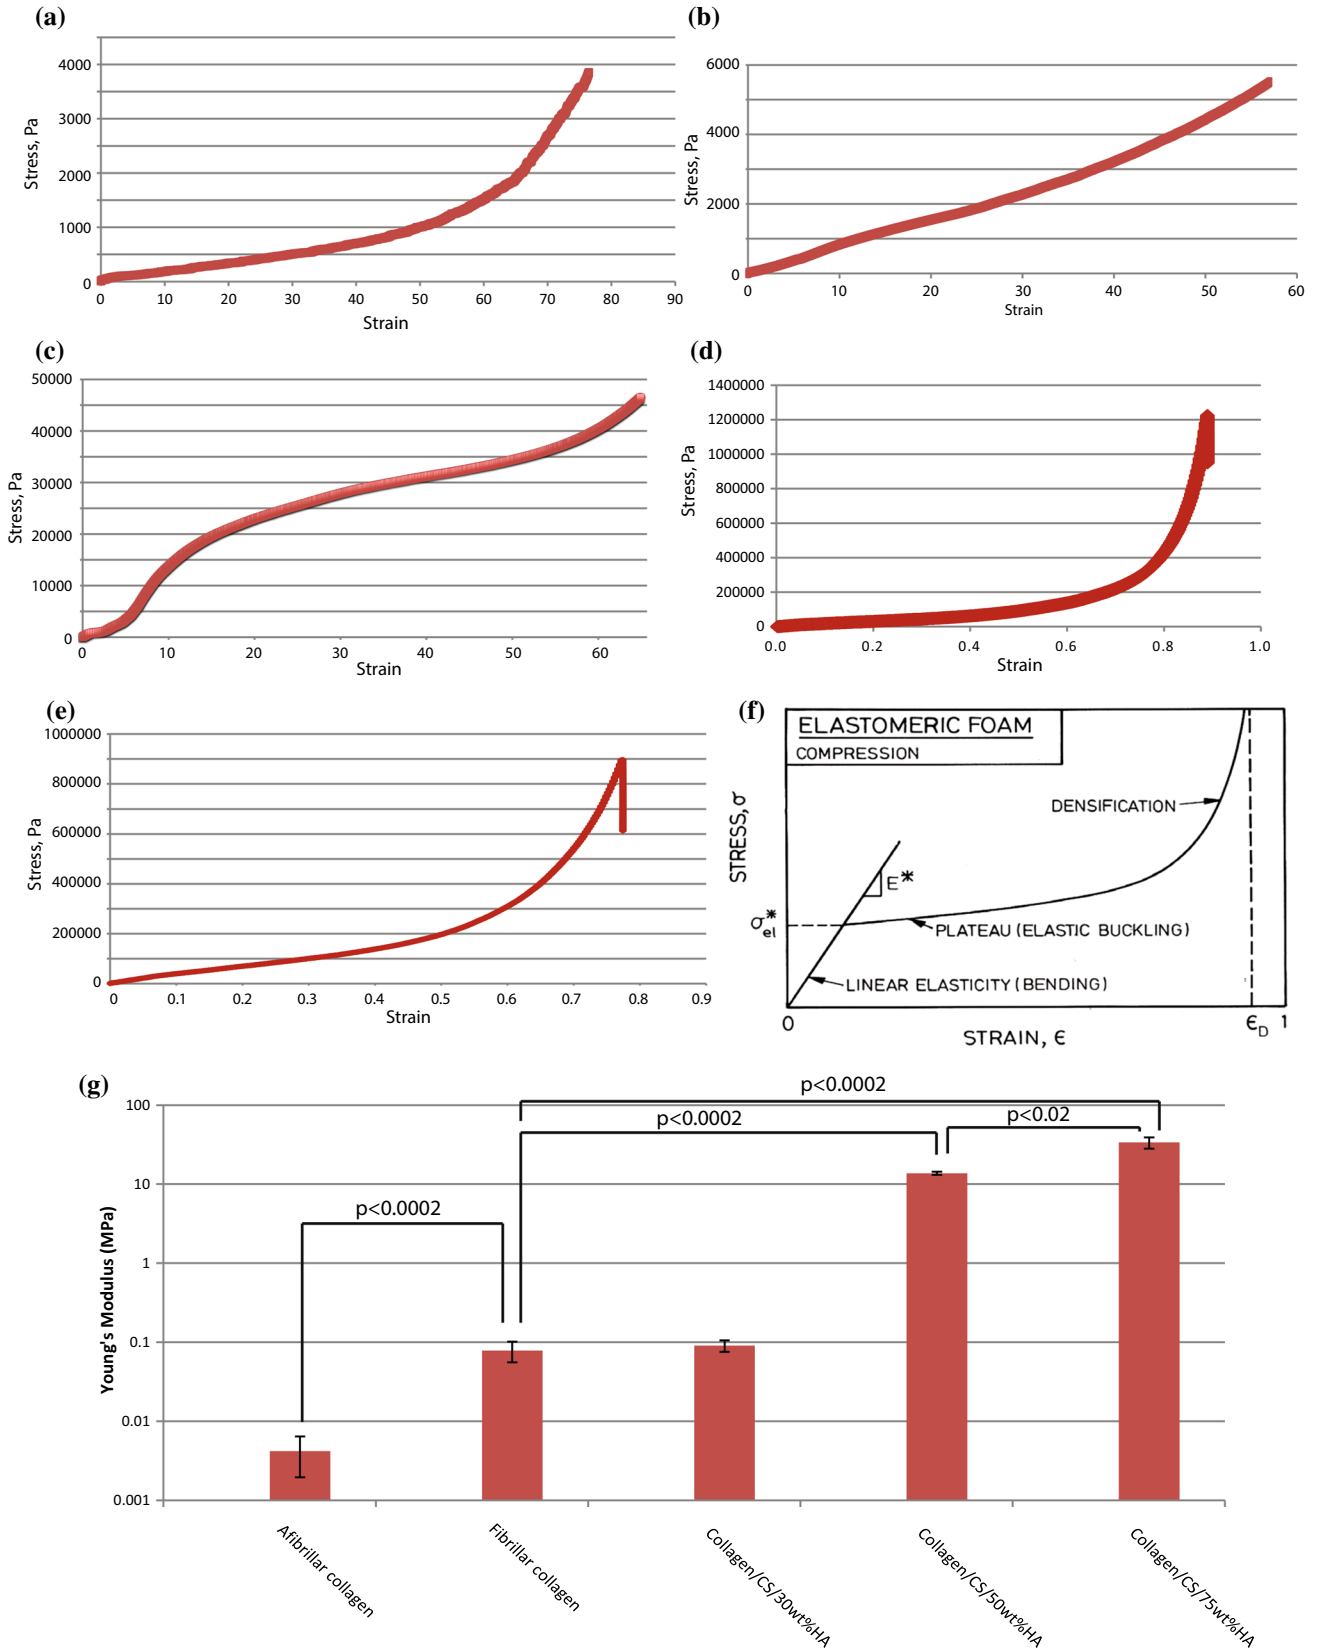 (a)
4000
3000
2000
1000
0
Stress, Pa
0 10 20 30 40 50 60 70 80 90
Strain
(b)
6000
4000
2000
0
Stress, Pa
0 10 20 30 40 50 60
Strain
(c)
50000
40000
30000
20000
10000
0
Stress, Pa
0 10 20 30 40 50 60
Strain
(d)
1400000
1200000
1000000
800000
600000
400000
200000
0
Stress, Pa
0.0 0.2 0.4 0.6 0.8 1.0
Strain
(e)
1000000
800000
600000
400000
200000
0
Stress, Pa
0 0.1 0.2 0.3 0.4 0.5 0.6 0.7 0.8 0.9
Strain
(f)
ELASTOMERIC FOAM
COMPRESSION
DENSIFICATION
STRESS, σ
E*
σ*el
PLATEAU (ELASTIC BUCKLING)
LINEAR ELASTICITY (BENDING)
0 ϵD 1
STRAIN, ϵ
(g)
p<0.0002
p<0.0002
p<0.02
p<0.0002
100
10
1
0.1
0.01
0.001
Young's Modulus (MPa)
Afibrillar collagen
Fibrillar collagen
Collagen/CS/30wt%HA
Collagen/CS/50wt%HA
Collagen/CS/75wt%HA